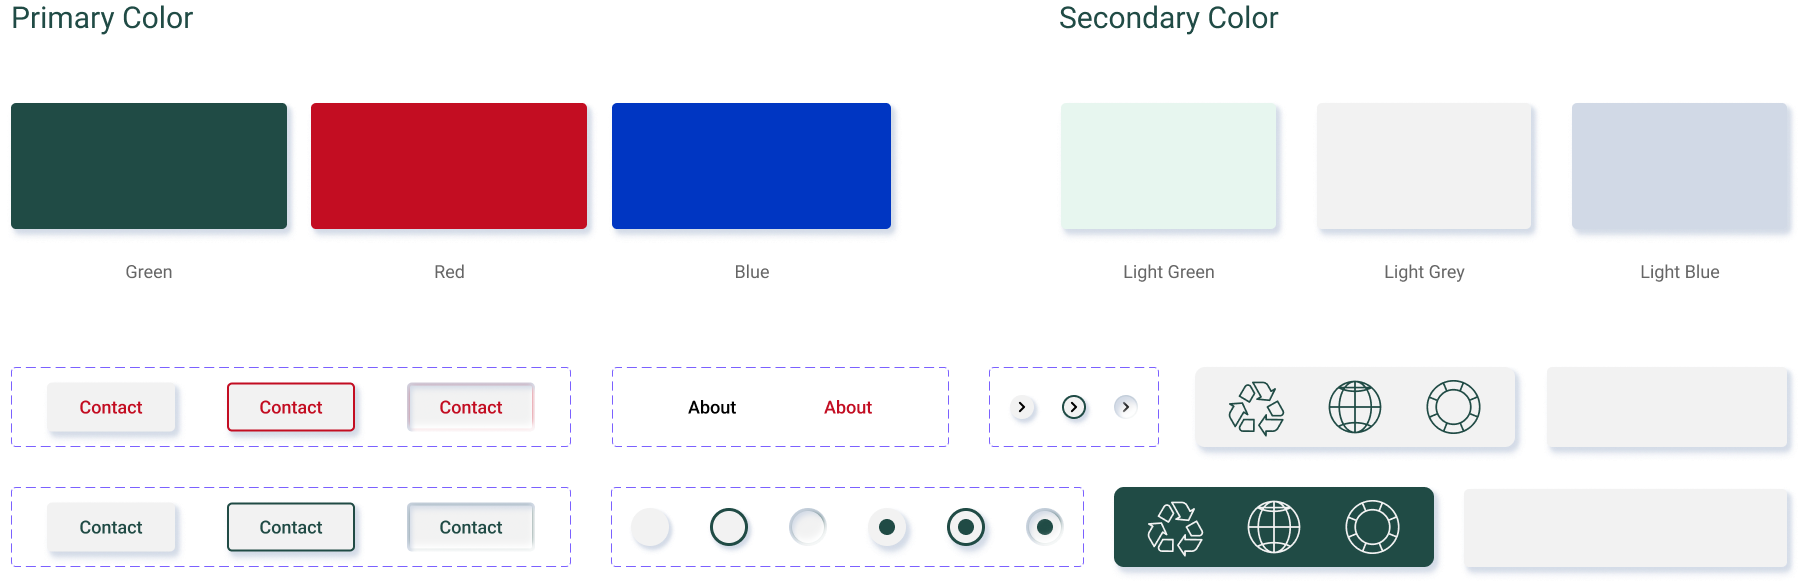 Primary Color
Secondary Color
Green
Red
Blue
Light Green
Light Grey
Light Blue
Contact
Contact
Contact
About
About
Contact
Contact
Contact